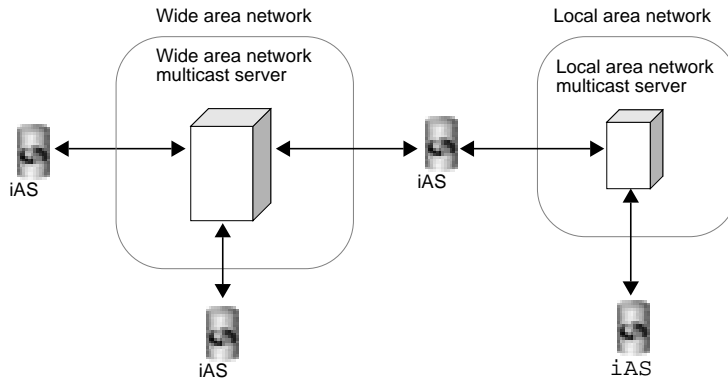 Wide area network
Wide area network
multicast server
Local area network
Local area network
multicast server
iAS
iAS
iAS
iAS